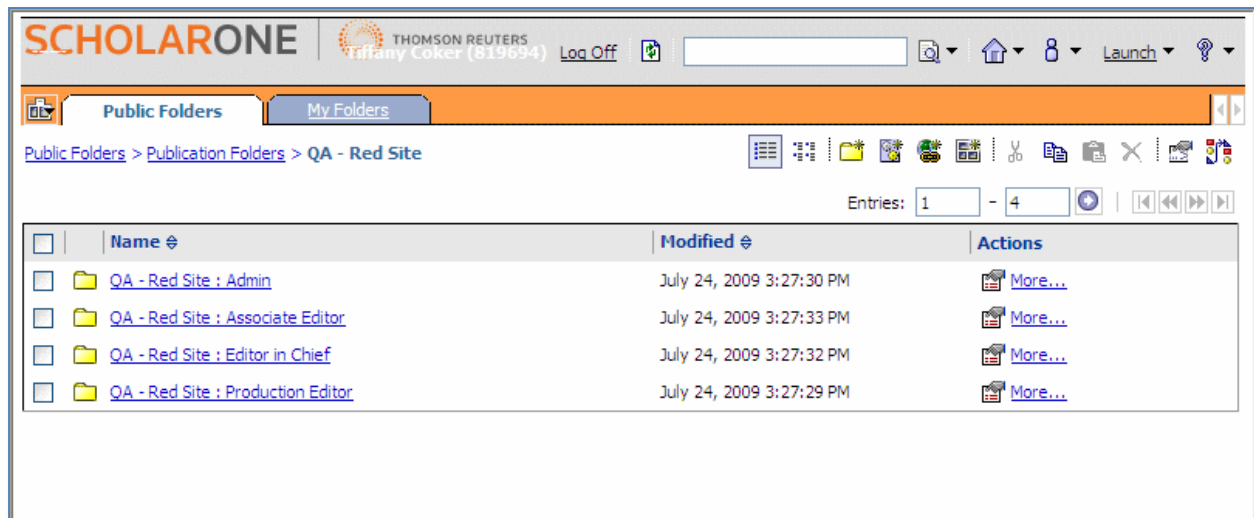 SCHOLARONE
THOMSON REUTERS
Tiffany Coker (819694)
Log Off
Launch
Public Folders
My Folders
Public Folders > Publication Folders > QA - Red Site
Entries: 1 - 4
Name Modified Actions
QA - Red Site : Admin July 24, 2009 3:27:30 PM More...
QA - Red Site : Associate Editor July 24, 2009 3:27:33 PM More...
QA - Red Site : Editor in Chief July 24, 2009 3:27:32 PM More...
QA - Red Site : Production Editor July 24, 2009 3:27:29 PM More...